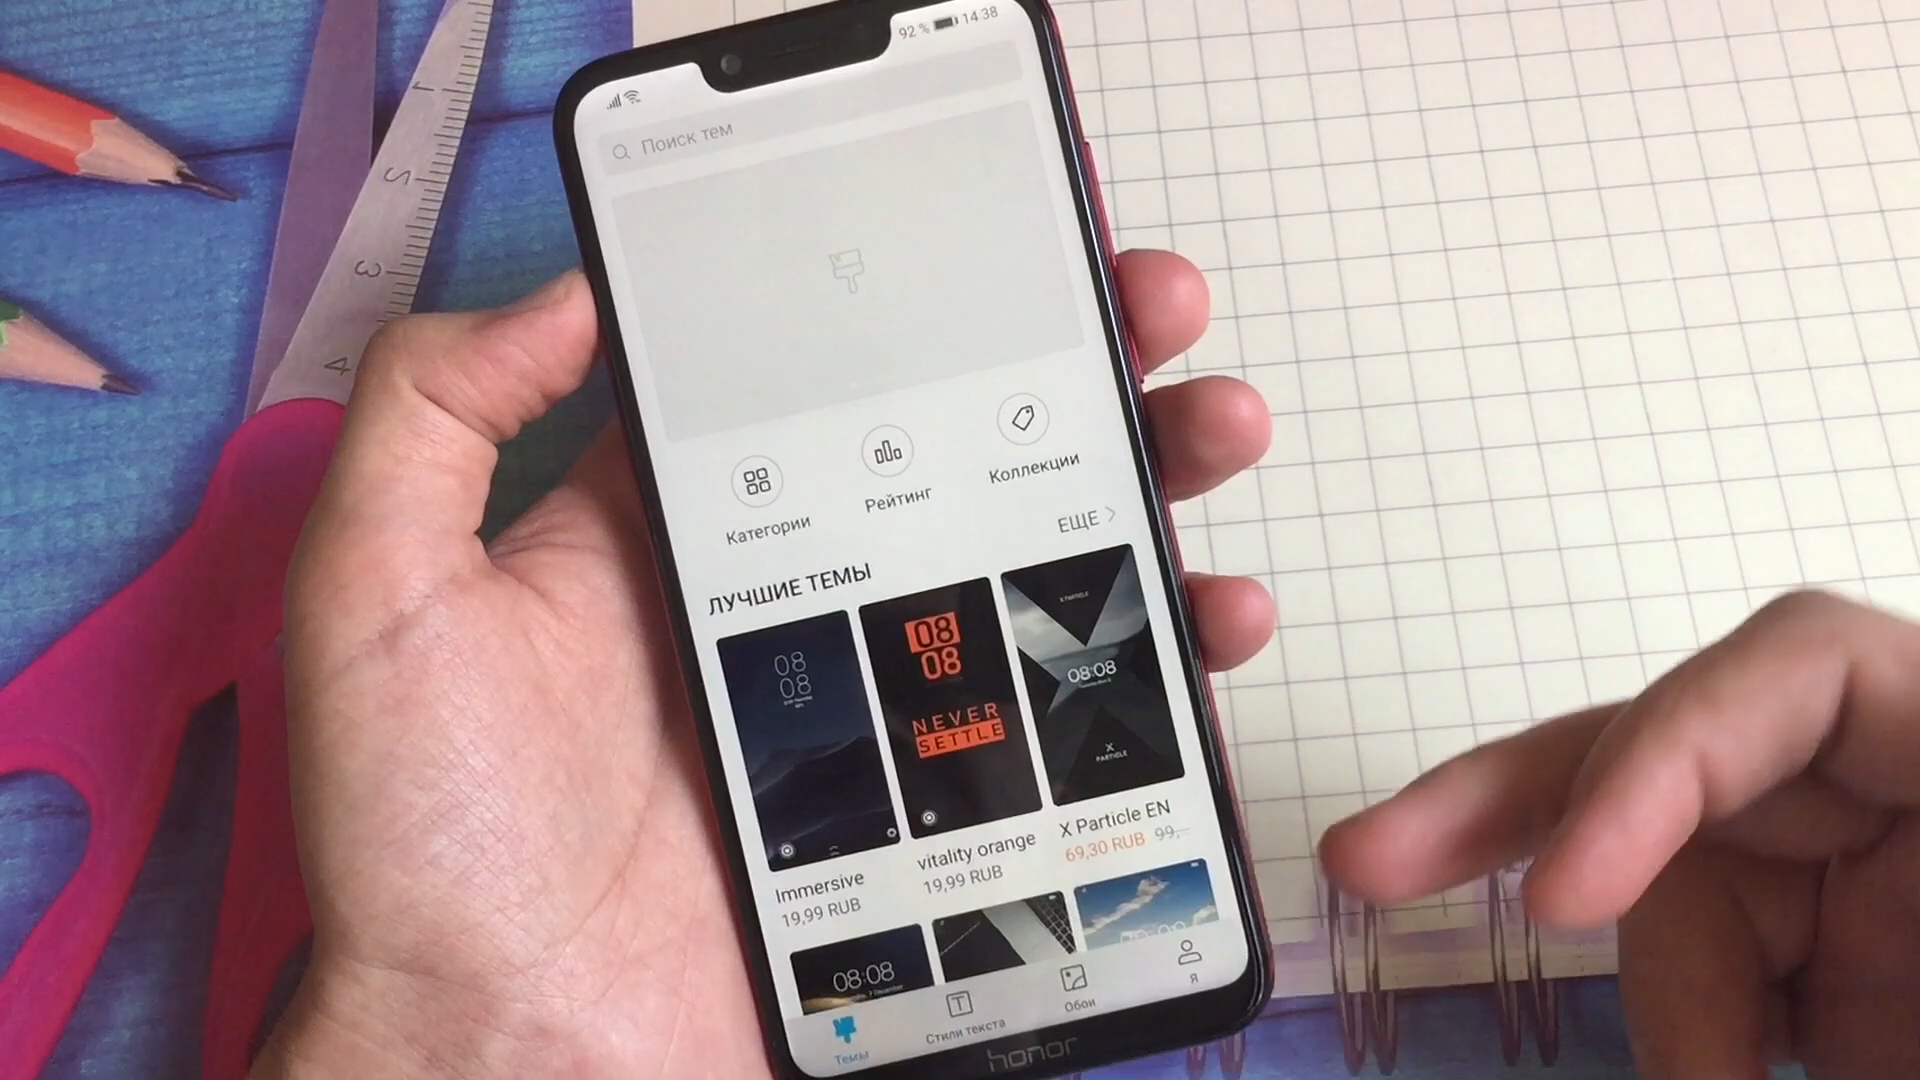 92 % 14:38
Поиск тем
Категории
Рейтинг
Коллекции
ЕЩЕ
ЛУЧШИЕ ТЕМЫ
08
08
08
08
NEVER
SETTLE
X PARTICLE
08:08
X
PARTICLE
Immersive
19,99 RUB
vitality orange
19,99 RUB
X Particle EN
69,30 RUB 99,
08:08
Темы
Стили текста
Обои
Я
honor
1
2
3
4